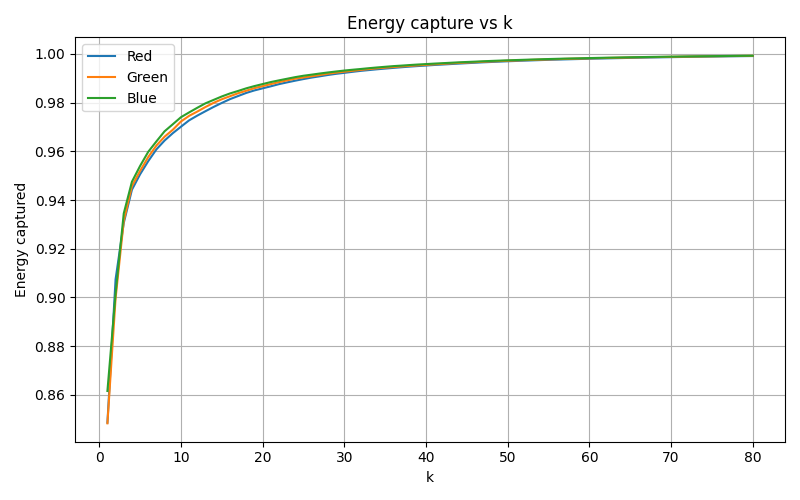 Energy capture vs k
Red
Green
Blue
Energy captured
1.00
0.98
0.96
0.94
0.92
0.90
0.88
0.86
0 10 20 30 40 50 60 70 80
k